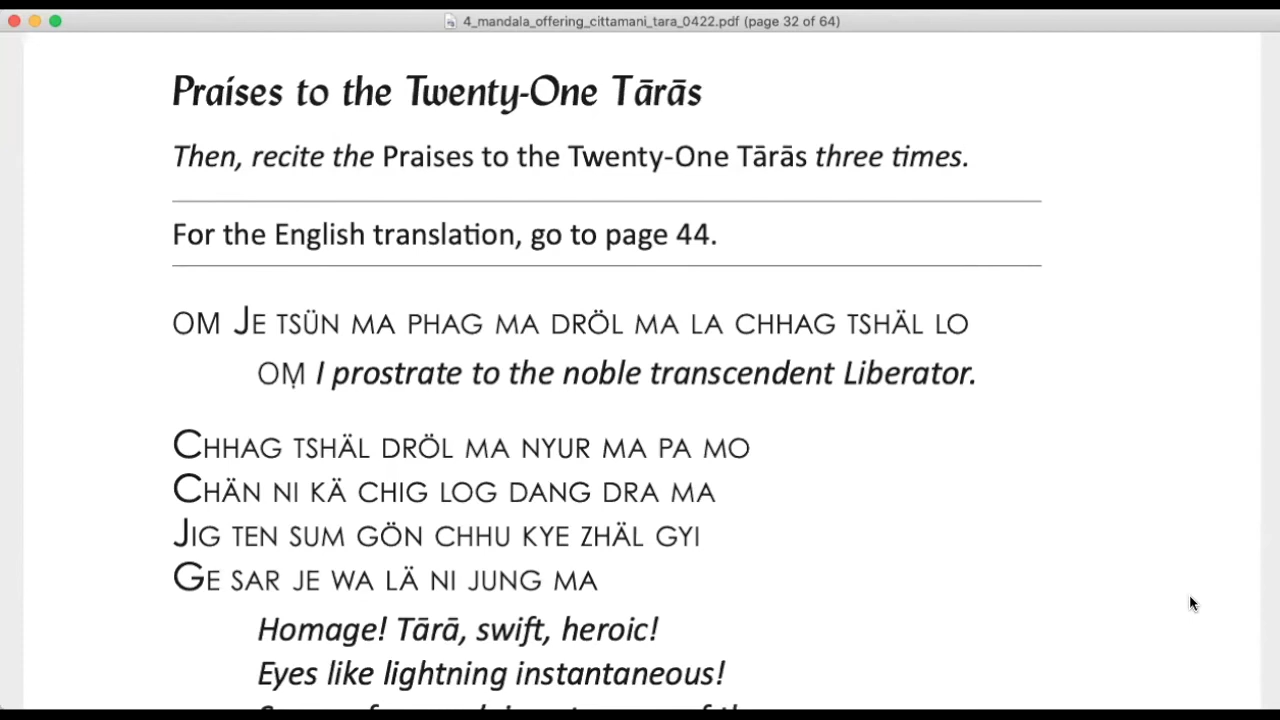 4_mandala_offering_cittamani_tara_0422.pdf (page 32 of 64)
Praises to the Twenty-One Tārās
Then, recite the Praises to the Twenty-One Tārās three times.
For the English translation, go to page 44.
OM JE TSÜN MA PHAG MA DRÖL MA LA CHHAG TSHÄL LO
OṂ I prostrate to the noble transcendent Liberator.
CHHAG TSHÄL DRÖL MA NYUR MA PA MO
CHÄN NI KÄ CHIG LOG DANG DRA MA
JIG TEN SUM GÖN CHHU KYE ZHÄL GYI
GE SAR JE WA LÄ NI JUNG MA
Homage! Tārā, swift, heroic!
Eyes like lightning instantaneous!